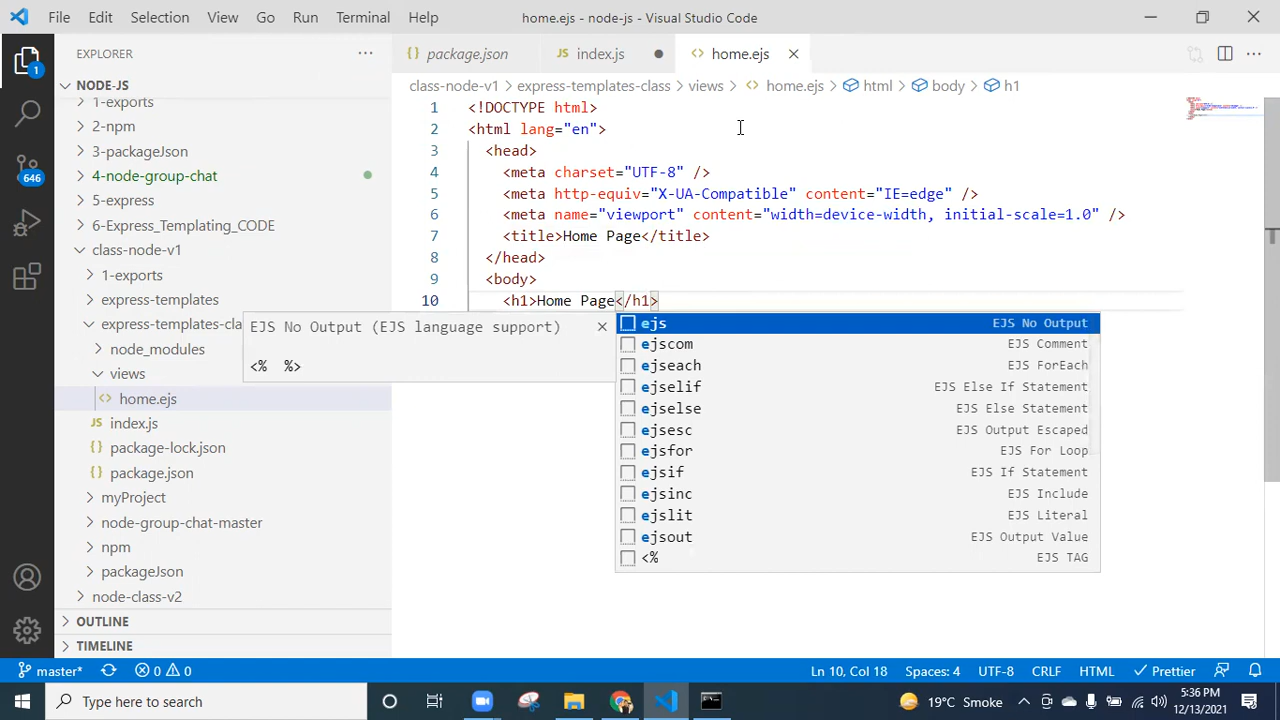 File Edit Selection View Go Run Terminal Help home.ejs - node-js - Visual Studio Code
EXPLORER
package.json index.js home.ejs
NODE-JS
class-node-v1 > express-templates-class > views > home.ejs > html > body > h1
1-exports
2-npm
3-packageJson
4-node-group-chat
5-express
6-Express_Templating_CODE
class-node-v1
1-exports
express-templates
express-templates-cla
node_modules
views
home.ejs
index.js
package-lock.json
package.json
myProject
node-group-chat-master
npm
packageJson
node-class-v2
OUTLINE
TIMELINE
1
646
1 <!DOCTYPE html>
2 <html lang="en">
3 <head>
4 <meta charset="UTF-8" />
5 <meta http-equiv="X-UA-Compatible" content="IE=edge" />
6 <meta name="viewport" content="width=device-width, initial-scale=1.0" />
7 <title>Home Page</title>
8 </head>
9 <body>
10 <h1>Home Page</h1>
EJS No Output (EJS language support)
<% %>
ejs EJS No Output
ejscom EJS Comment
ejseach EJS ForEach
ejselif EJS Else If Statement
ejselse EJS Else Statement
ejsesc EJS Output Escaped
ejsfor EJS For Loop
ejsif EJS If Statement
ejsinc EJS Include
ejslit EJS Literal
ejsout EJS Output Value
<% EJS TAG
master* 0 0 Ln 10, Col 18 Spaces: 4 UTF-8 CRLF HTML Prettier
Type here to search 19°C Smoke 5:36 PM
12/13/2021